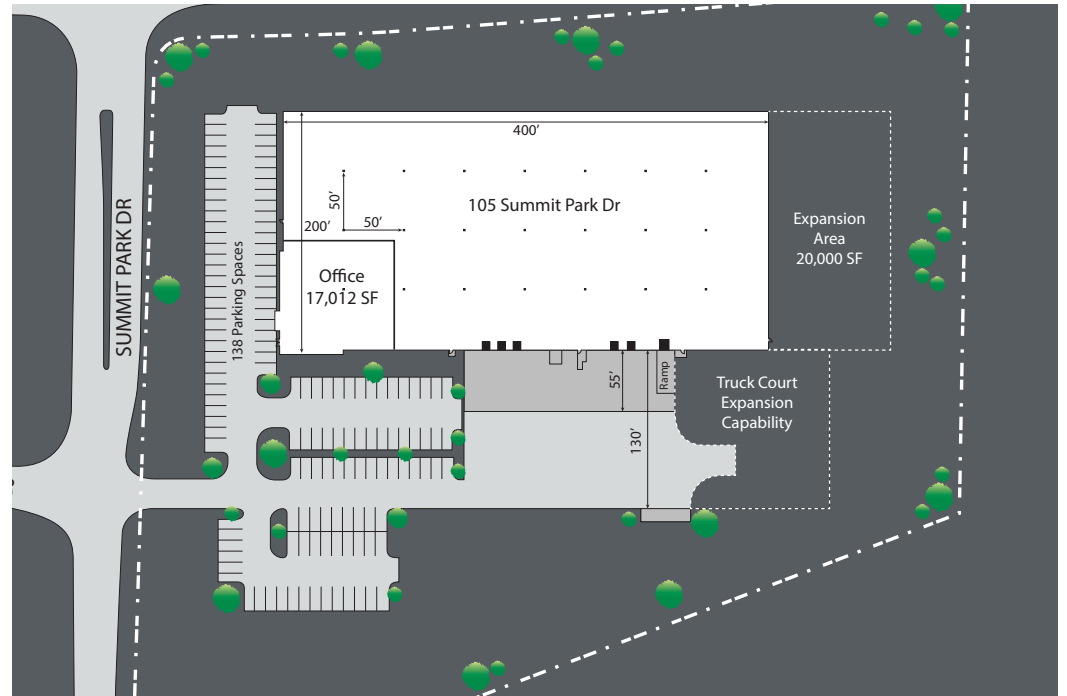 400'
50'
105 Summit Park Dr
200'
50'
Expansion
Area
20,000 SF
SUMMIT PARK DR
138 Parking Spaces
Office
17,012 SF
55'
Ramp
Truck Court
Expansion
Capability
130'